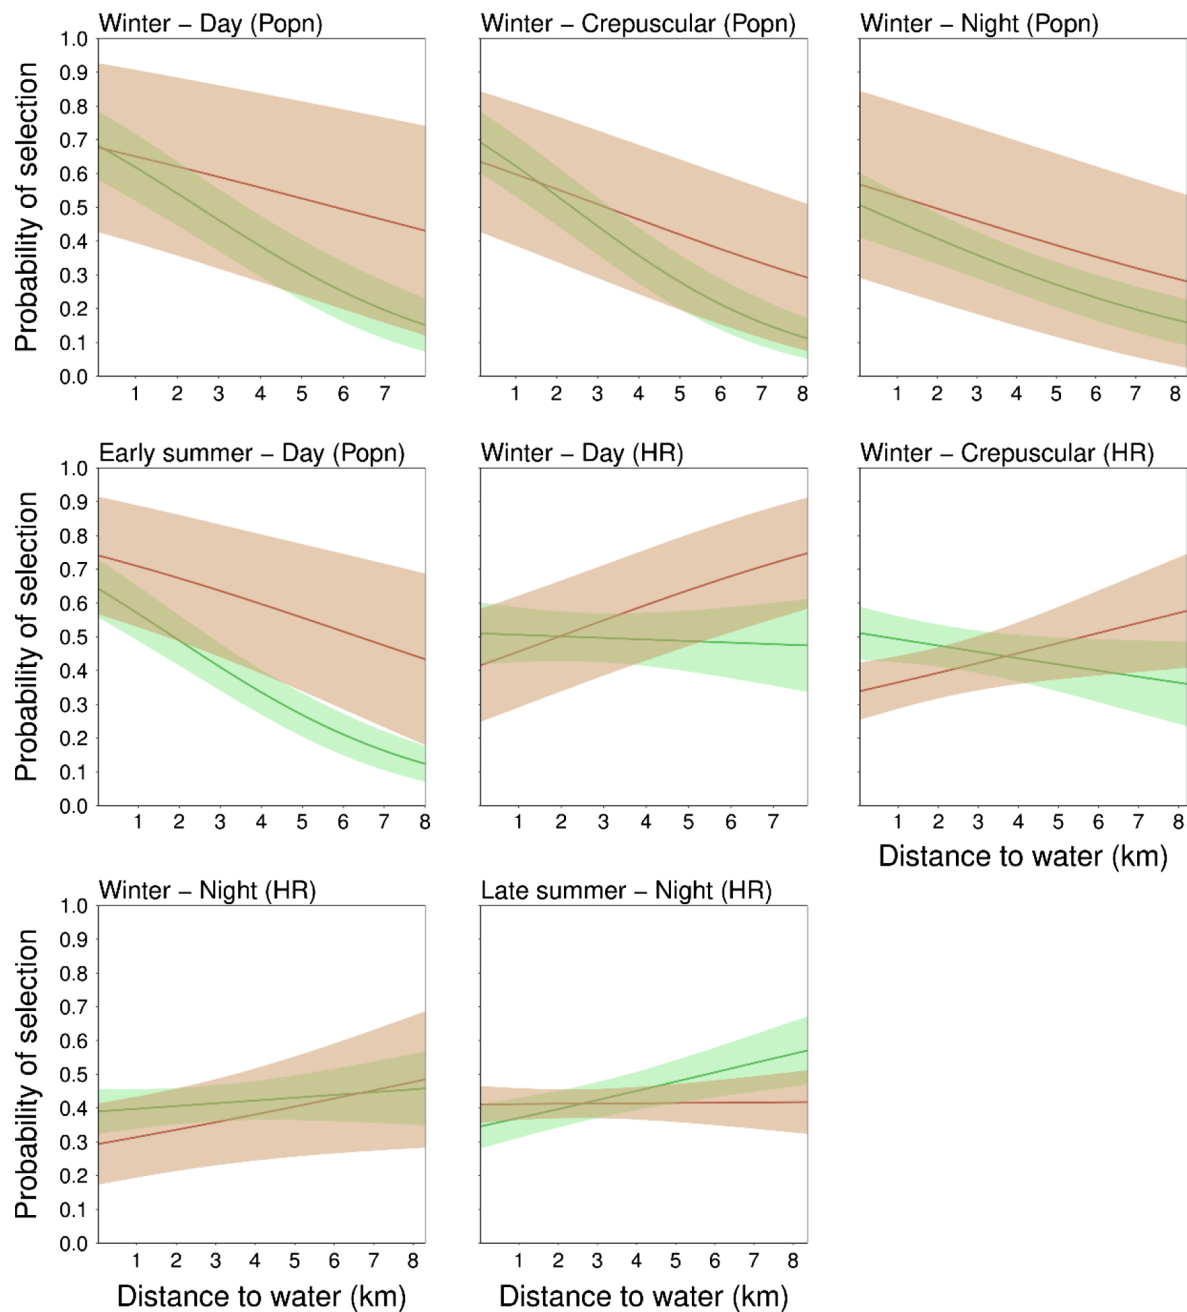 Winter – Day (Popn)
Winter – Crepuscular (Popn)
Winter – Night (Popn)
Probability of selection
1.0
0.9
0.8
0.7
0.6
0.5
0.4
0.3
0.2
0.1
0.0
1 2 3 4 5 6 7
1 2 3 4 5 6 7 8
1 2 3 4 5 6 7 8
Early summer – Day (Popn)
Winter – Day (HR)
Winter – Crepuscular (HR)
Probability of selection
1.0
0.9
0.8
0.7
0.6
0.5
0.4
0.3
0.2
0.1
0.0
1 2 3 4 5 6 7 8
1 2 3 4 5 6 7
1 2 3 4 5 6 7 8
Distance to water (km)
Winter – Night (HR)
Late summer – Night (HR)
Probability of selection
1.0
0.9
0.8
0.7
0.6
0.5
0.4
0.3
0.2
0.1
0.0
1 2 3 4 5 6 7 8
1 2 3 4 5 6 7 8
Distance to water (km)
Distance to water (km)